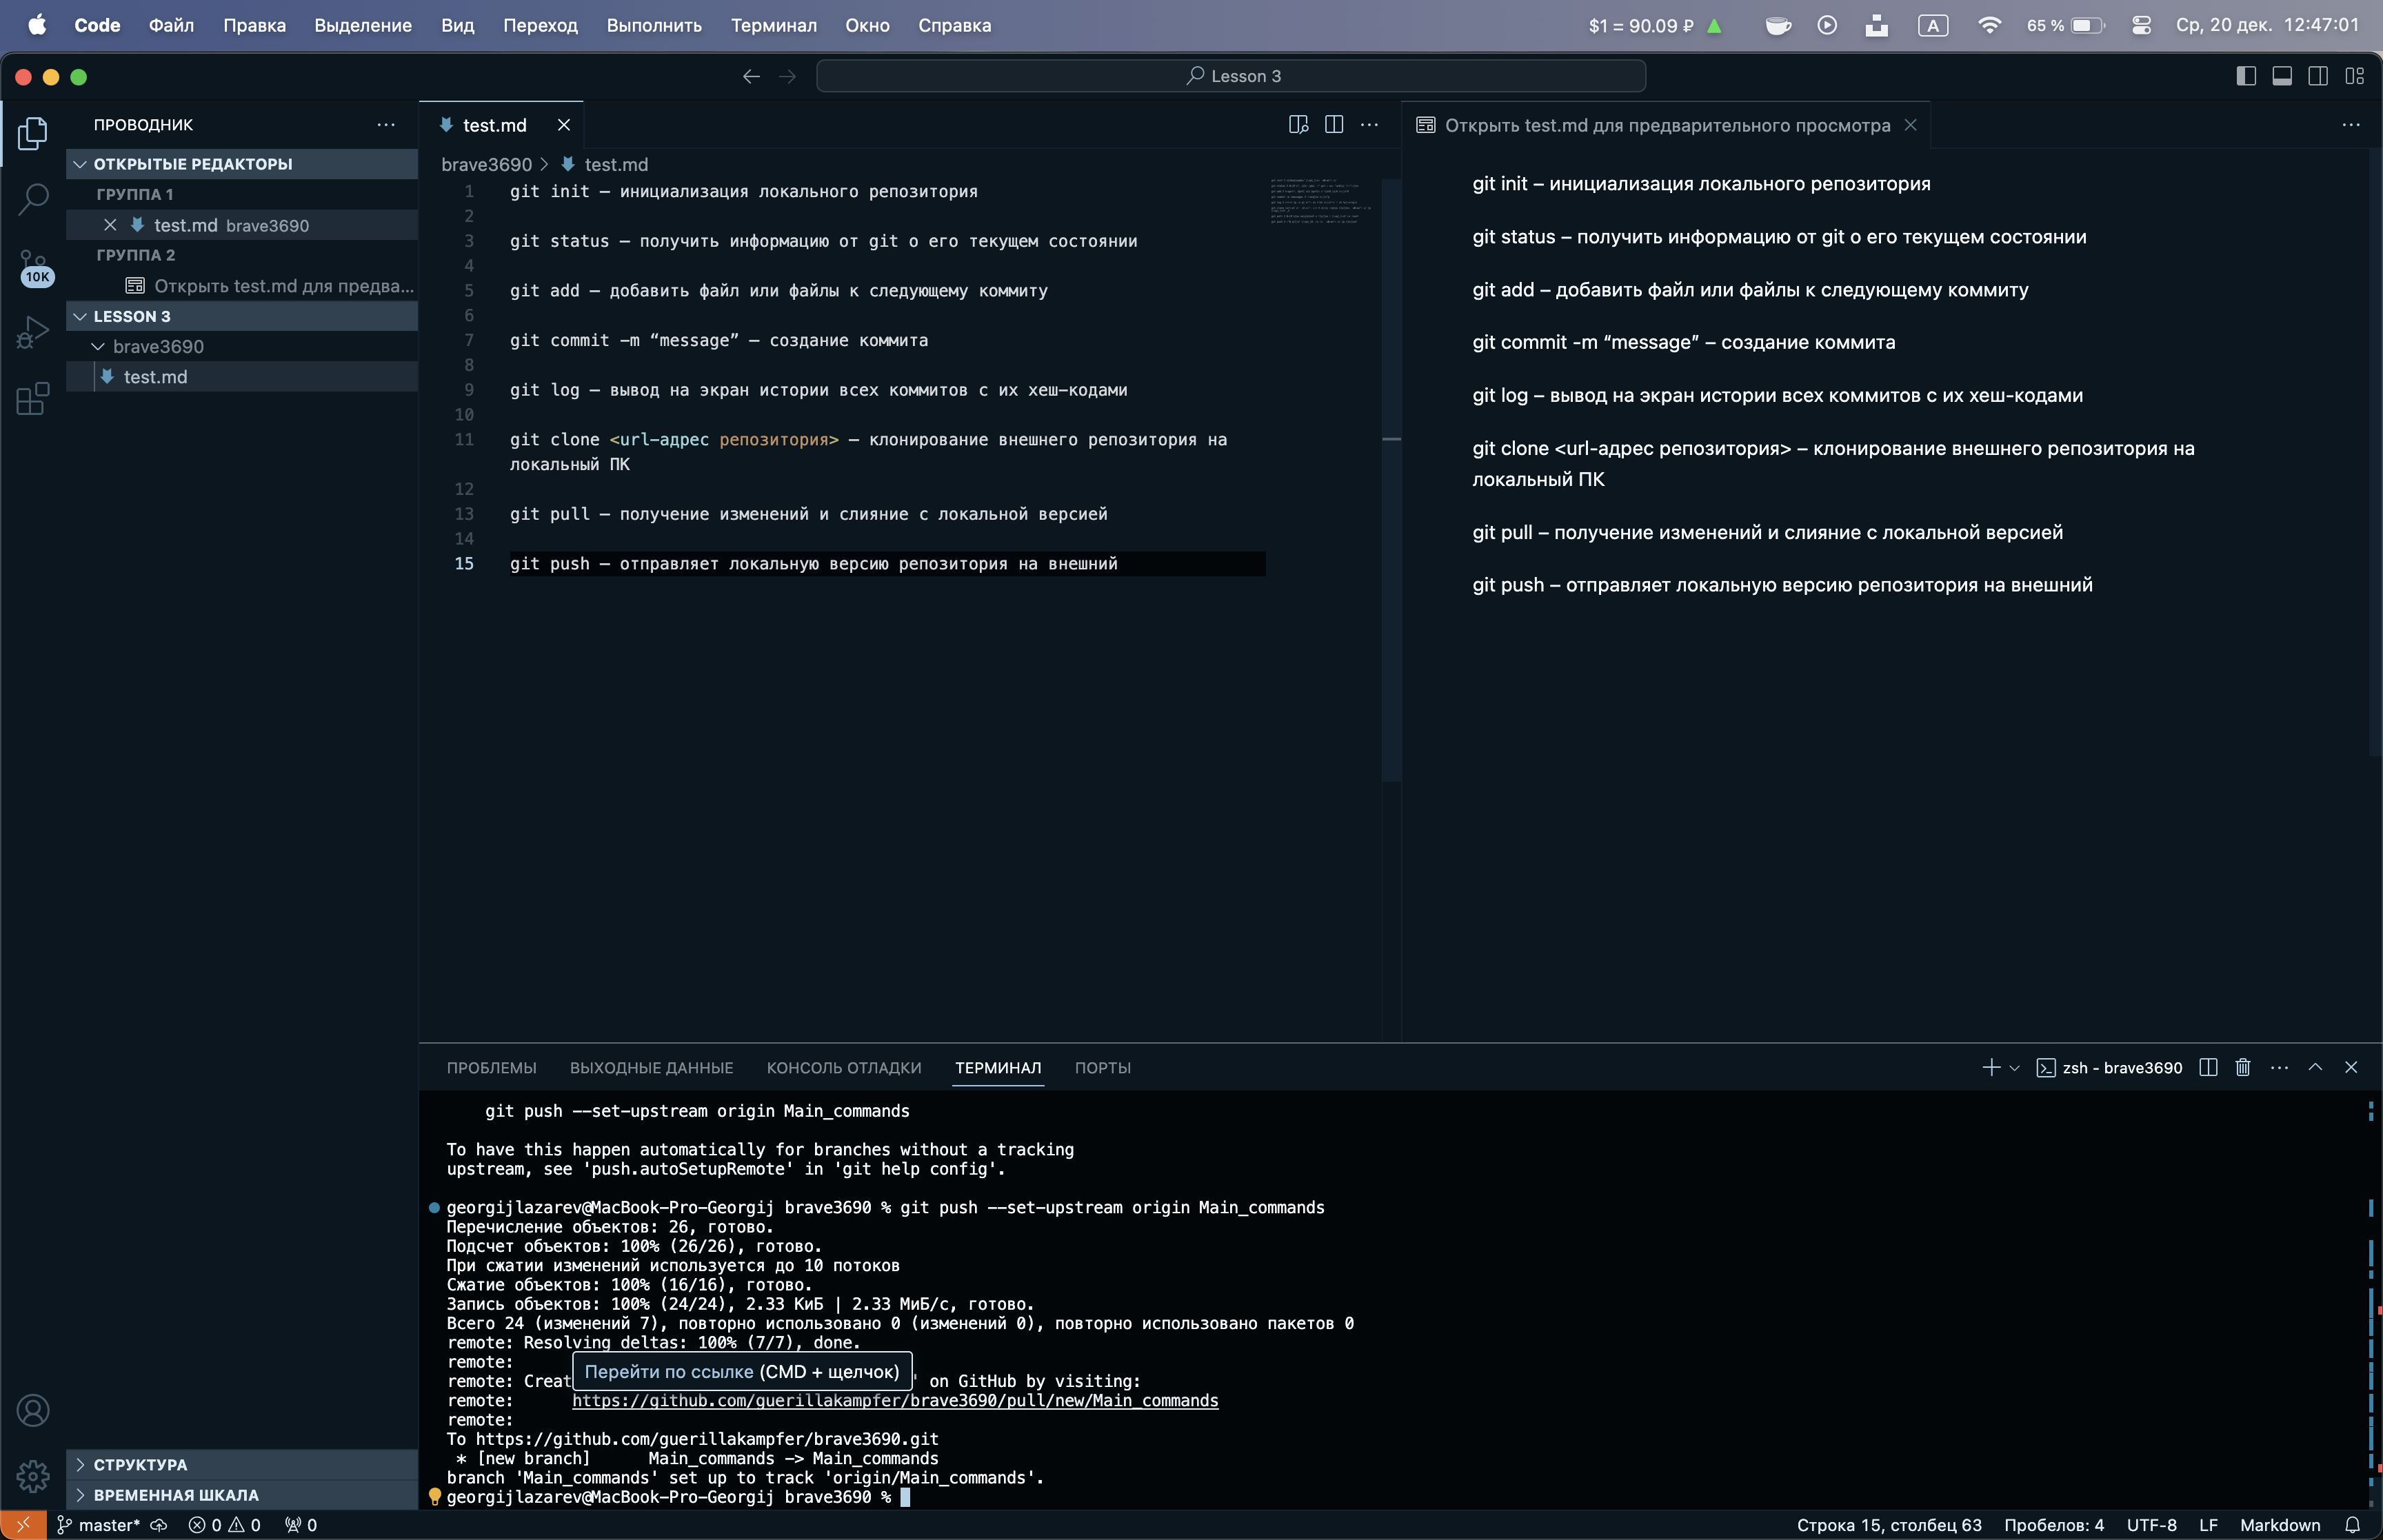 Code Файл Правка Выделение Вид Переход Выполнить Терминал Окно Справка $1 = 90.09 ₽ A 65 % Ср, 20 дек. 12:47:01
Lesson 3
ПРОВОДНИК
ОТКРЫТЫЕ РЕДАКТОРЫ
ГРУППА 1
test.md brave3690
ГРУППА 2
Открыть test.md для предва...
10K
LESSON 3
brave3690
test.md
СТРУКТУРА
ВРЕМЕННАЯ ШКАЛА
test.md
brave3690 > test.md
1 git init – инициализация локального репозитория
2
3 git status – получить информацию от git о его текущем состоянии
4
5 git add – добавить файл или файлы к следующему коммиту
6
7 git commit -m “message” – создание коммита
8
9 git log – вывод на экран истории всех коммитов с их хеш-кодами
10
11 git clone <url-адрес репозитория> – клонирование внешнего репозитория на
локальный ПК
12
13 git pull – получение изменений и слияние с локальной версией
14
15 git push – отправляет локальную версию репозитория на внешний
Открыть test.md для предварительного просмотра
git init – инициализация локального репозитория
git status – получить информацию от git о его текущем состоянии
git add – добавить файл или файлы к следующему коммиту
git commit -m “message” – создание коммита
git log – вывод на экран истории всех коммитов с их хеш-кодами
git clone <url-адрес репозитория> – клонирование внешнего репозитория на
локальный ПК
git pull – получение изменений и слияние с локальной версией
git push – отправляет локальную версию репозитория на внешний
ПРОБЛЕМЫ ВЫХОДНЫЕ ДАННЫЕ КОНСОЛЬ ОТЛАДКИ ТЕРМИНАЛ ПОРТЫ zsh - brave3690
git push --set-upstream origin Main_commands
To have this happen automatically for branches without a tracking
upstream, see 'push.autoSetupRemote' in 'git help config'.
georgijlazarev@MacBook-Pro-Georgij brave3690 % git push --set-upstream origin Main_commands
Перечисление объектов: 26, готово.
Подсчет объектов: 100% (26/26), готово.
При сжатии изменений используется до 10 потоков
Сжатие объектов: 100% (16/16), готово.
Запись объектов: 100% (24/24), 2.33 КиБ | 2.33 МиБ/с, готово.
Всего 24 (изменений 7), повторно использовано 0 (изменений 0), повторно использовано пакетов 0
remote: Resolving deltas: 100% (7/7), done.
remote:
Перейти по ссылке (CMD + щелчок)
remote: Creat ' on GitHub by visiting:
remote: https://github.com/guerillakampfer/brave3690/pull/new/Main_commands
remote:
To https://github.com/guerillakampfer/brave3690.git
* [new branch] Main_commands -> Main_commands
branch 'Main_commands' set up to track 'origin/Main_commands'.
georgijlazarev@MacBook-Pro-Georgij brave3690 %
master* 0 0 0 Строка 15, столбец 63 Пробелов: 4 UTF-8 LF Markdown